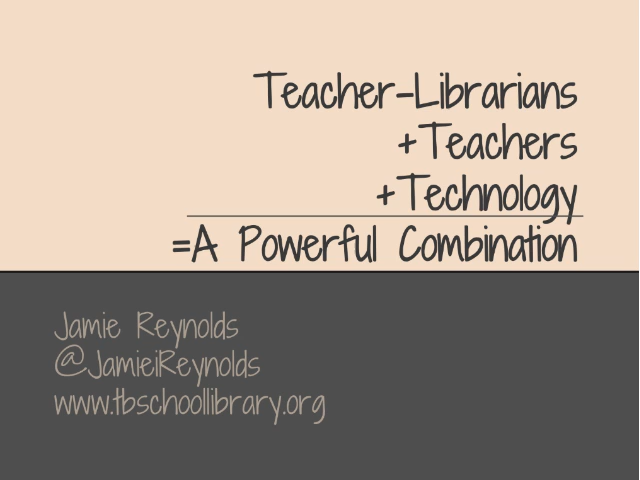 Teacher-Librarians
+Teachers
+Technology
=A Powerful Combination
Jamie Reynolds
@JamieiReynolds
www.tbschoollibrary.org